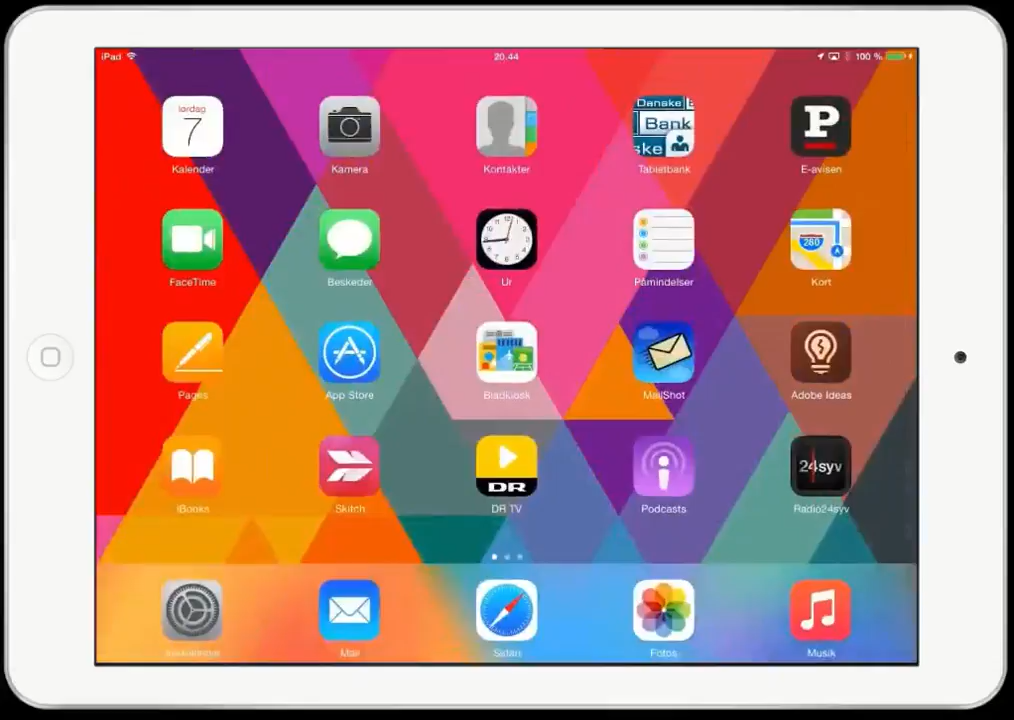 iPad
20.44
100 %
lørdag
7
Kalender
Kamera
Kontakter
Danske
Bank
ske
Tabletbank
P
E-avisen
FaceTime
Beskeder
Ur
Påmindelser
280
A
Kort
Pages
App Store
Bladkiosk
MailShot
Adobe Ideas
iBooks
Skitch
DR
DR TV
Podcasts
24syv
Radio24syv
Mail
Safari
Fotos
Musik